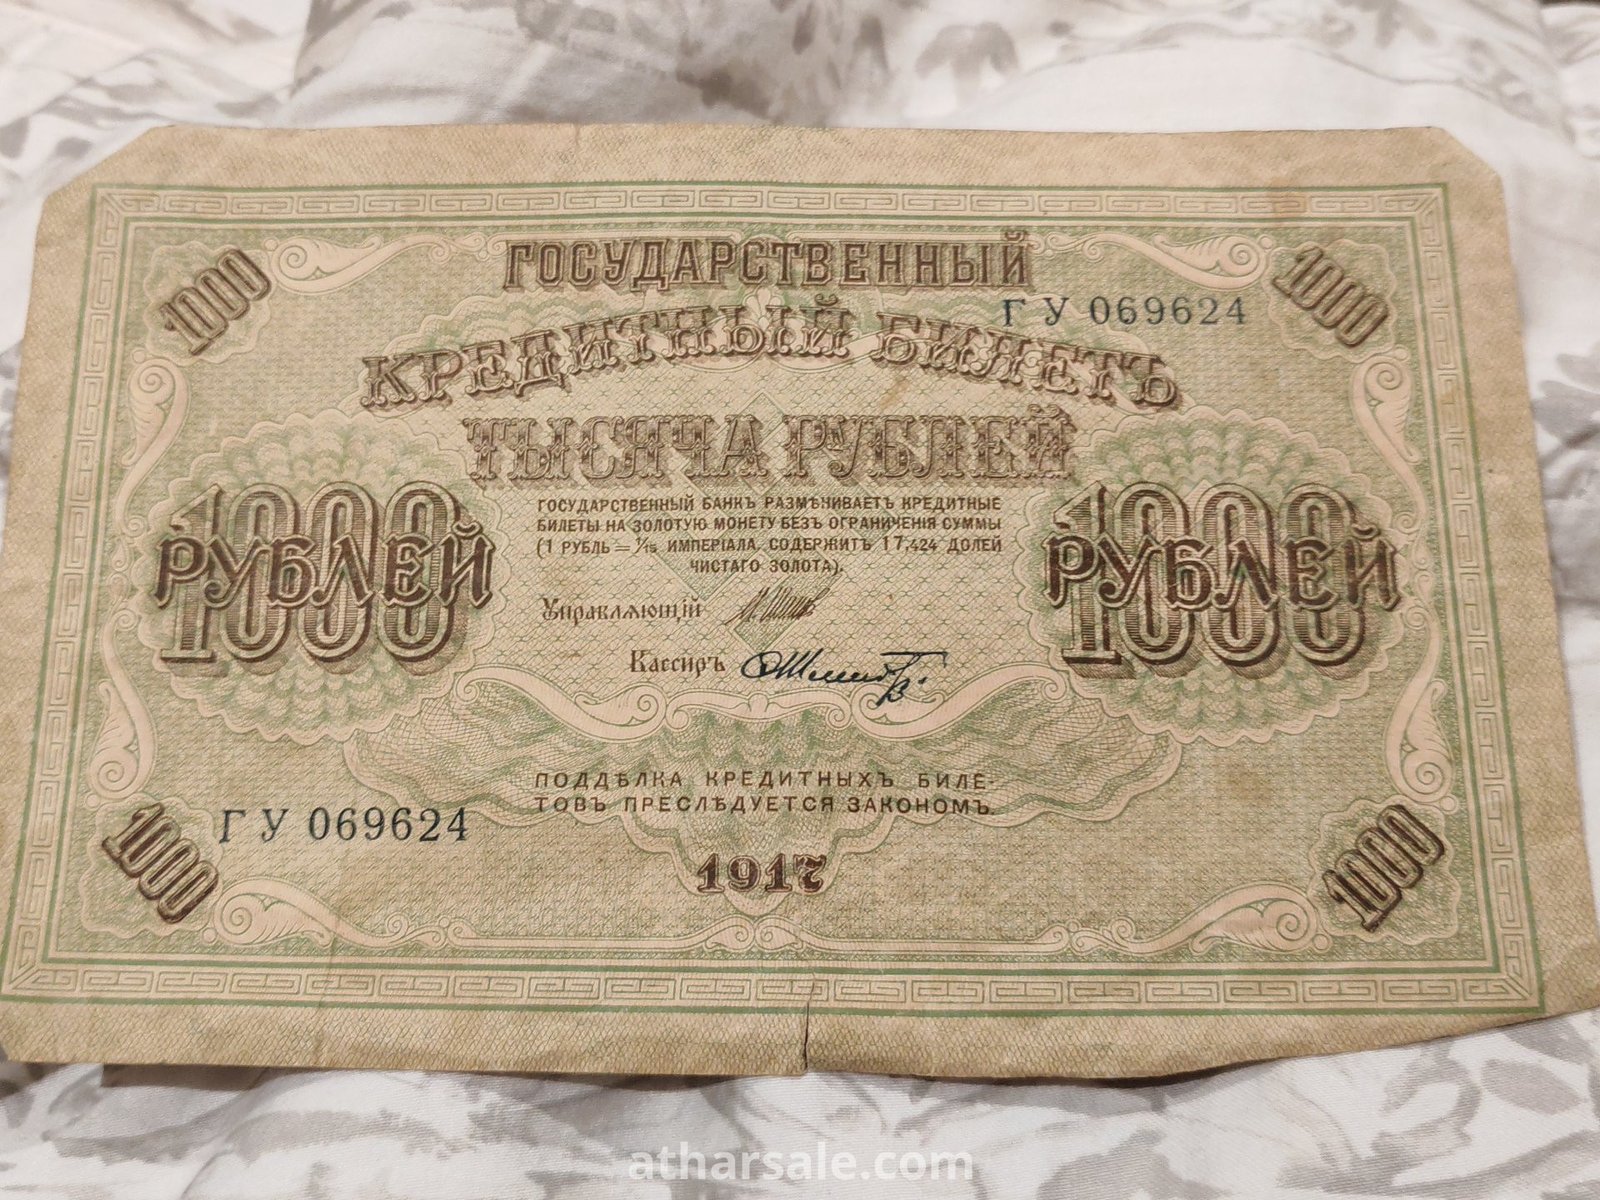 1000
ГОСУДАРСТВЕННЫЙ
1000
ГУ 069624
КРЕДИТНЫЙ БИЛЕТЪ
ТЫСЯЧА РУБЛЕЙ
1000
РУБЛЕЙ
ГОСУДАРСТВЕННЫЙ БАНКЪ РАЗМѢНИВАЕТЪ КРЕДИТНЫЕ
БИЛЕТЫ НА ЗОЛОТУЮ МОНЕТУ БЕЗЪ ОГРАНИЧЕНІЯ СУММЫ
(1 РУБЛЬ = 1/15 ИМПЕРІАЛА, СОДЕРЖИТЪ 17,424 ДОЛЕЙ
ЧИСТАГО ЗОЛОТА).
1000
РУБЛЕЙ
Управляющій
Кассиръ
ПОДДѢЛКА КРЕДИТНЫХЪ БИЛЕ-
ТОВЪ ПРЕСЛѢДУЕТСЯ ЗАКОНОМЪ.
ГУ 069624
1000
1917
1000
atharsale.com